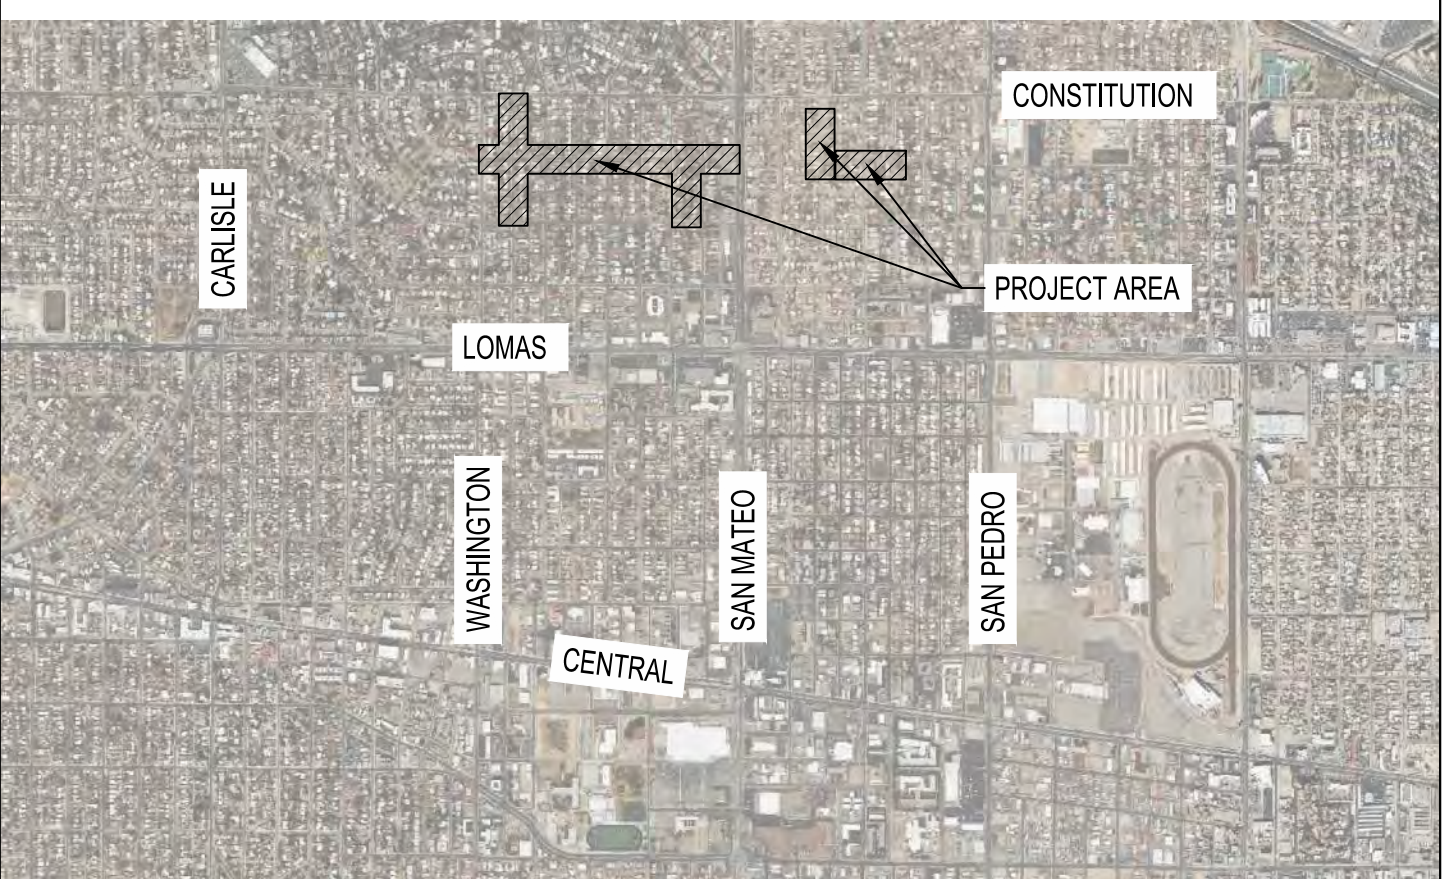 CONSTITUTION
CARLISLE
PROJECT AREA
LOMAS
WASHINGTON
SAN MATEO
SAN PEDRO
CENTRAL